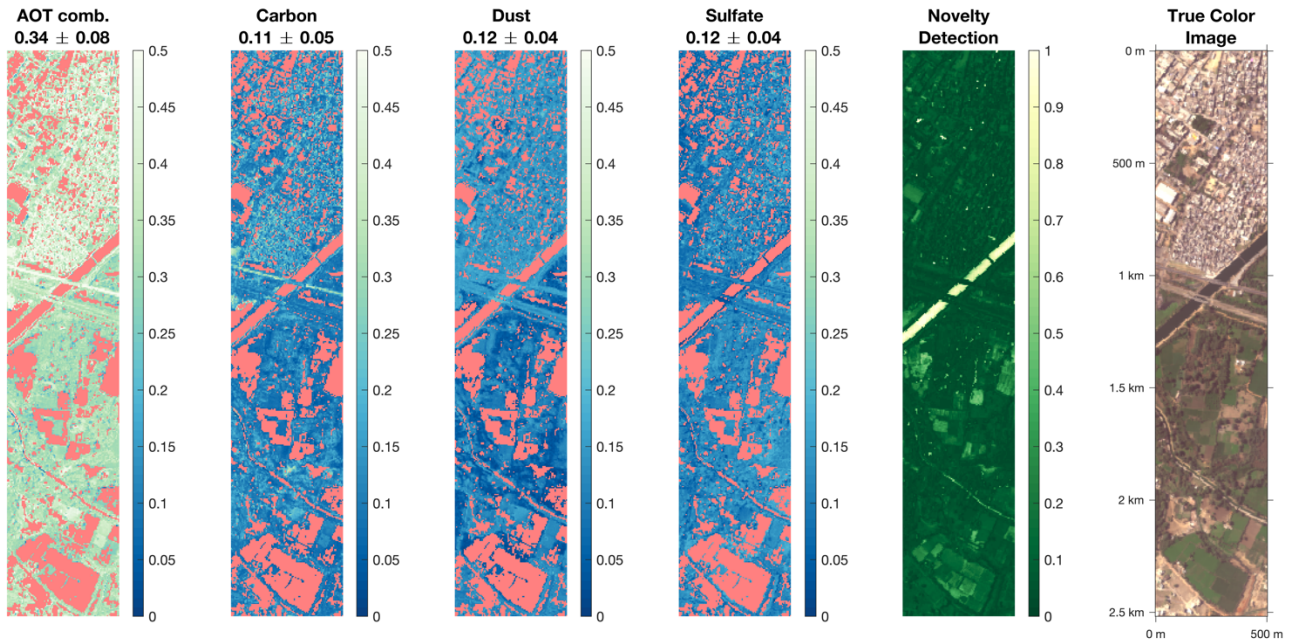 AOT comb.
0.34 ± 0.08
Carbon
0.11 ± 0.05
Dust
0.12 ± 0.04
Sulfate
0.12 ± 0.04
Novelty
Detection
True Color
Image
0.5
0.45
0.4
0.35
0.3
0.25
0.2
0.15
0.1
0.05
0
0.5
0.45
0.4
0.35
0.3
0.25
0.2
0.15
0.1
0.05
0
0.5
0.45
0.4
0.35
0.3
0.25
0.2
0.15
0.1
0.05
0
0.5
0.45
0.4
0.35
0.3
0.25
0.2
0.15
0.1
0.05
0
1
0.9
0.8
0.7
0.6
0.5
0.4
0.3
0.2
0.1
0
0 m
500 m
1 km
1.5 km
2 km
2.5 km
0 m
500 m